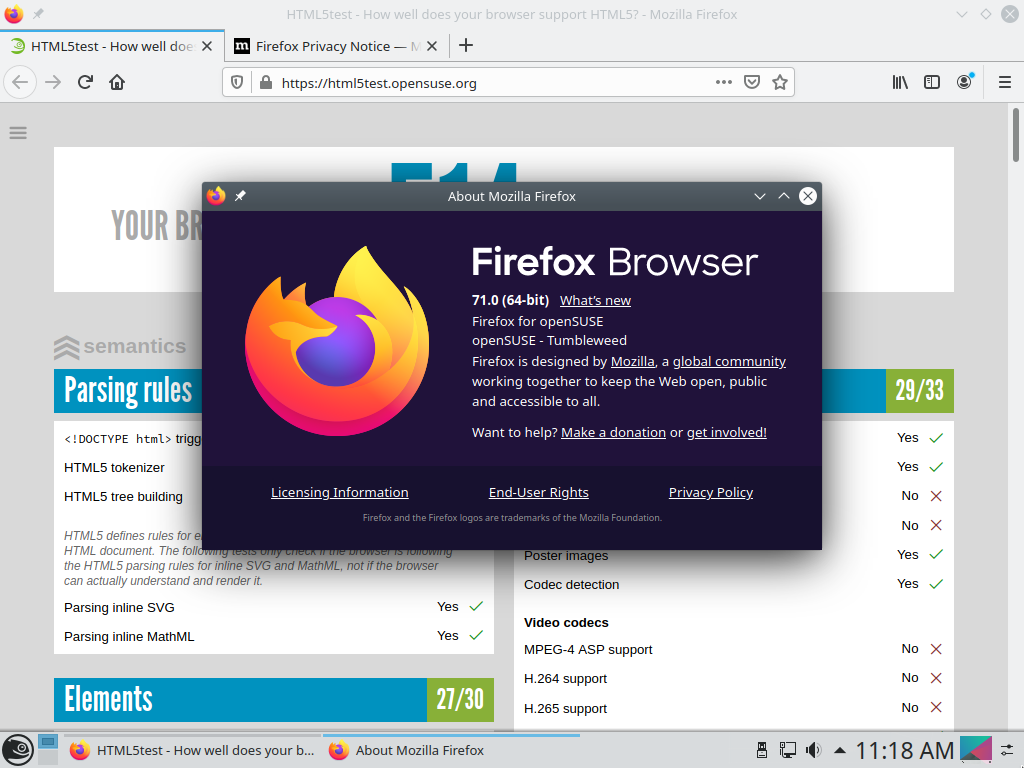 HTML5test - How well does your browser support HTML5? - Mozilla Firefox
HTML5test - How well doe
Firefox Privacy Notice — M
https://html5test.opensuse.org
YOUR BR
semantics
Parsing rules
29/33
<!DOCTYPE html> trigg
HTML5 tokenizer
HTML5 tree building
HTML5 defines rules for e
HTML document. The following tests only check if the browser is following
the HTML5 parsing rules for inline SVG and MathML, not if the browser
can actually understand and render it.
Parsing inline SVG Yes
Parsing inline MathML Yes
Elements 27/30
Yes
Yes
No
No
Poster images Yes
Codec detection Yes
Video codecs
MPEG-4 ASP support No
H.264 support No
H.265 support No
About Mozilla Firefox
Firefox Browser
71.0 (64-bit) What's new
Firefox for openSUSE
openSUSE - Tumbleweed
Firefox is designed by Mozilla, a global community
working together to keep the Web open, public
and accessible to all.
Want to help? Make a donation or get involved!
Licensing Information End-User Rights Privacy Policy
Firefox and the Firefox logos are trademarks of the Mozilla Foundation.
HTML5test - How well does your b...
About Mozilla Firefox
11:18 AM